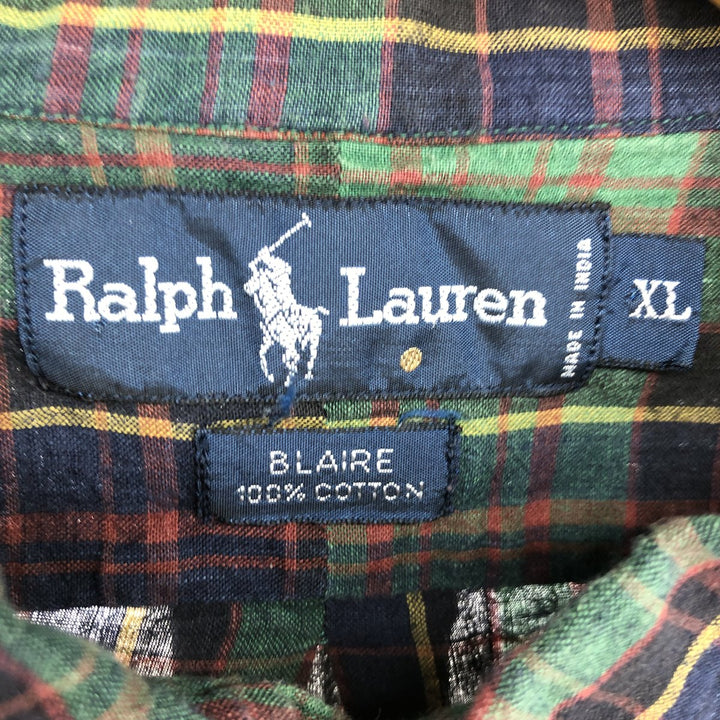 Ralph Lauren
MADE IN INDIA
XL
BLAIRE
100% COTTON